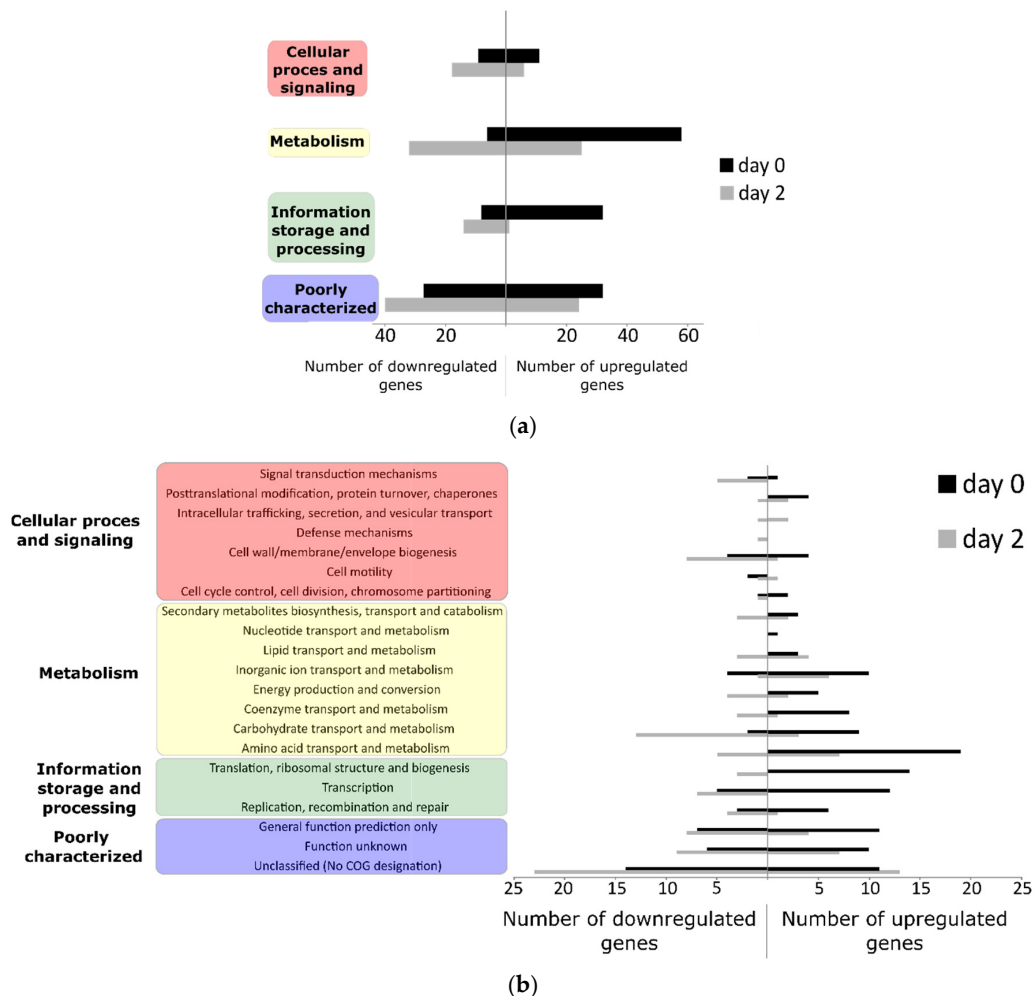 Cellular
proces and
signaling
Metabolism
Information
storage and
processing
Poorly
characterized
day 0
day 2
40 20 20 40 60
Number of downregulated
genes
Number of upregulated
genes
(a)
Cellular proces
and signaling
Signal transduction mechanisms
Posttranslational modification, protein turnover, chaperones
Intracellular trafficking, secretion, and vesicular transport
Defense mechanisms
Cell wall/membrane/envelope biogenesis
Cell motility
Cell cycle control, cell division, chromosome partitioning
Metabolism
Secondary metabolites biosynthesis, transport and catabolism
Nucleotide transport and metabolism
Lipid transport and metabolism
Inorganic ion transport and metabolism
Energy production and conversion
Coenzyme transport and metabolism
Carbohydrate transport and metabolism
Amino acid transport and metabolism
Information
storage and
processing
Translation, ribosomal structure and biogenesis
Transcription
Replication, recombination and repair
Poorly
characterized
General function prediction only
Function unknown
Unclassified (No COG designation)
day 0
day 2
25 20 15 10 5 5 10 15 20 25
Number of downregulated
genes
Number of upregulated
genes
(b)